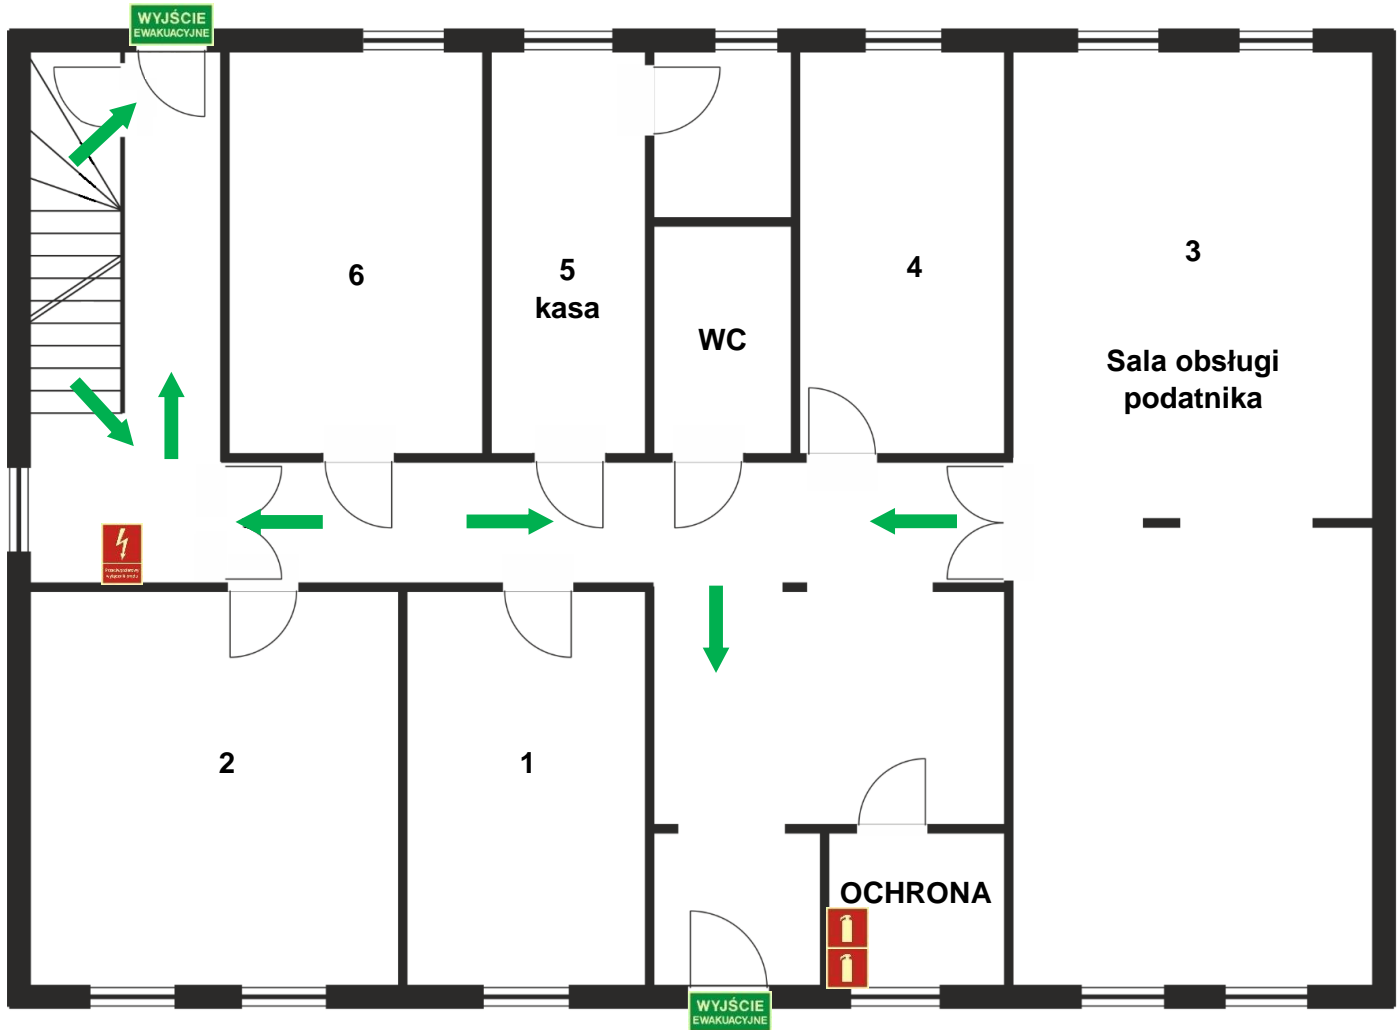 WYJŚCIE
EWAKUACYJNE
6
5
kasa
WC
4
3
Sala obsługi
podatnika
2
1
OCHRONA
WYJŚCIE
EWAKUACYJNE